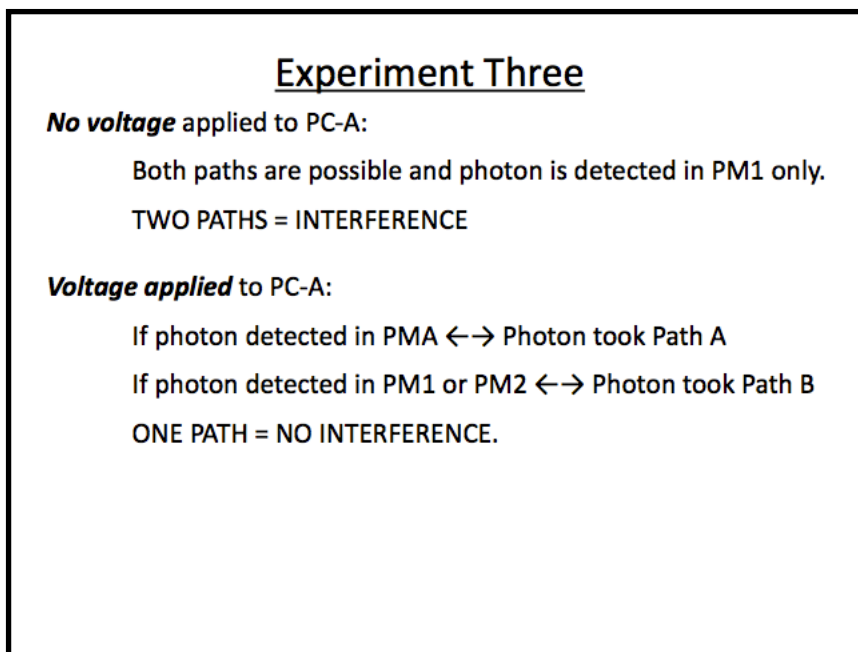 Experiment Three
No voltage applied to PC-A:
Both paths are possible and photon is detected in PM1 only.
TWO PATHS = INTERFERENCE
Voltage applied to PC-A:
If photon detected in PMA ←→ Photon took Path A
If photon detected in PM1 or PM2 ←→ Photon took Path B
ONE PATH = NO INTERFERENCE.